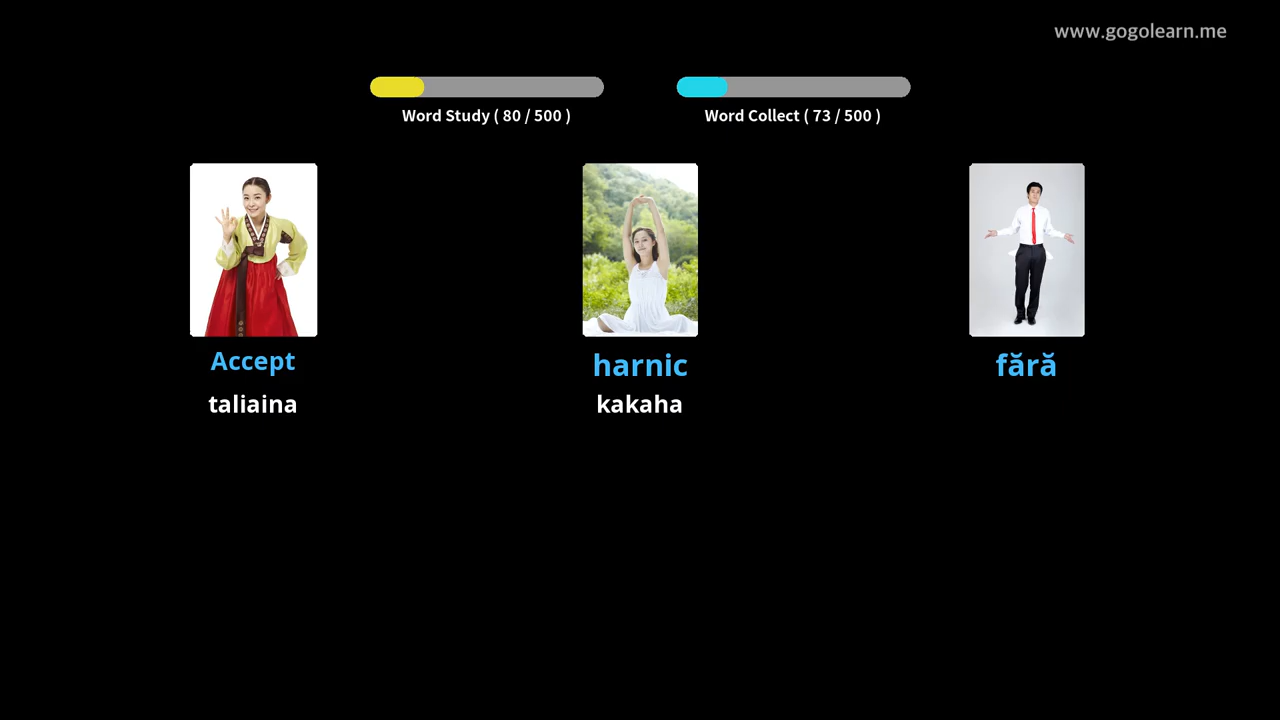 www.gogolearn.me
Word Study ( 80 / 500 )
Word Collect ( 73 / 500 )
Accept
harnic
fără
taliaina
kakaha